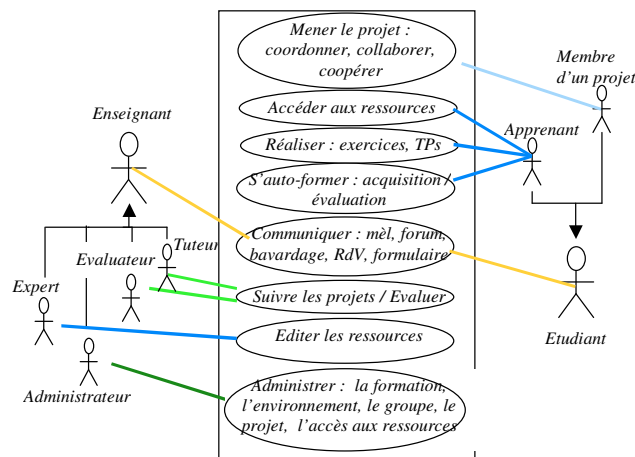 Mener le projet :
coordonner, collaborer,
coopérer
Membre
d'un projet
Enseignant
Accéder aux ressources
Apprenant
Réaliser : exercices, TPs
S'auto-former : acquisition /
évaluation
Communiquer : mèl, forum,
bavardage, RdV, formulaire
Tuteur
Evaluateur
Expert
Suivre les projets / Evaluer
Editer les ressources
Etudiant
Administrateur
Administrer : la formation,
l'environnement, le groupe, le
projet, l'accès aux ressources